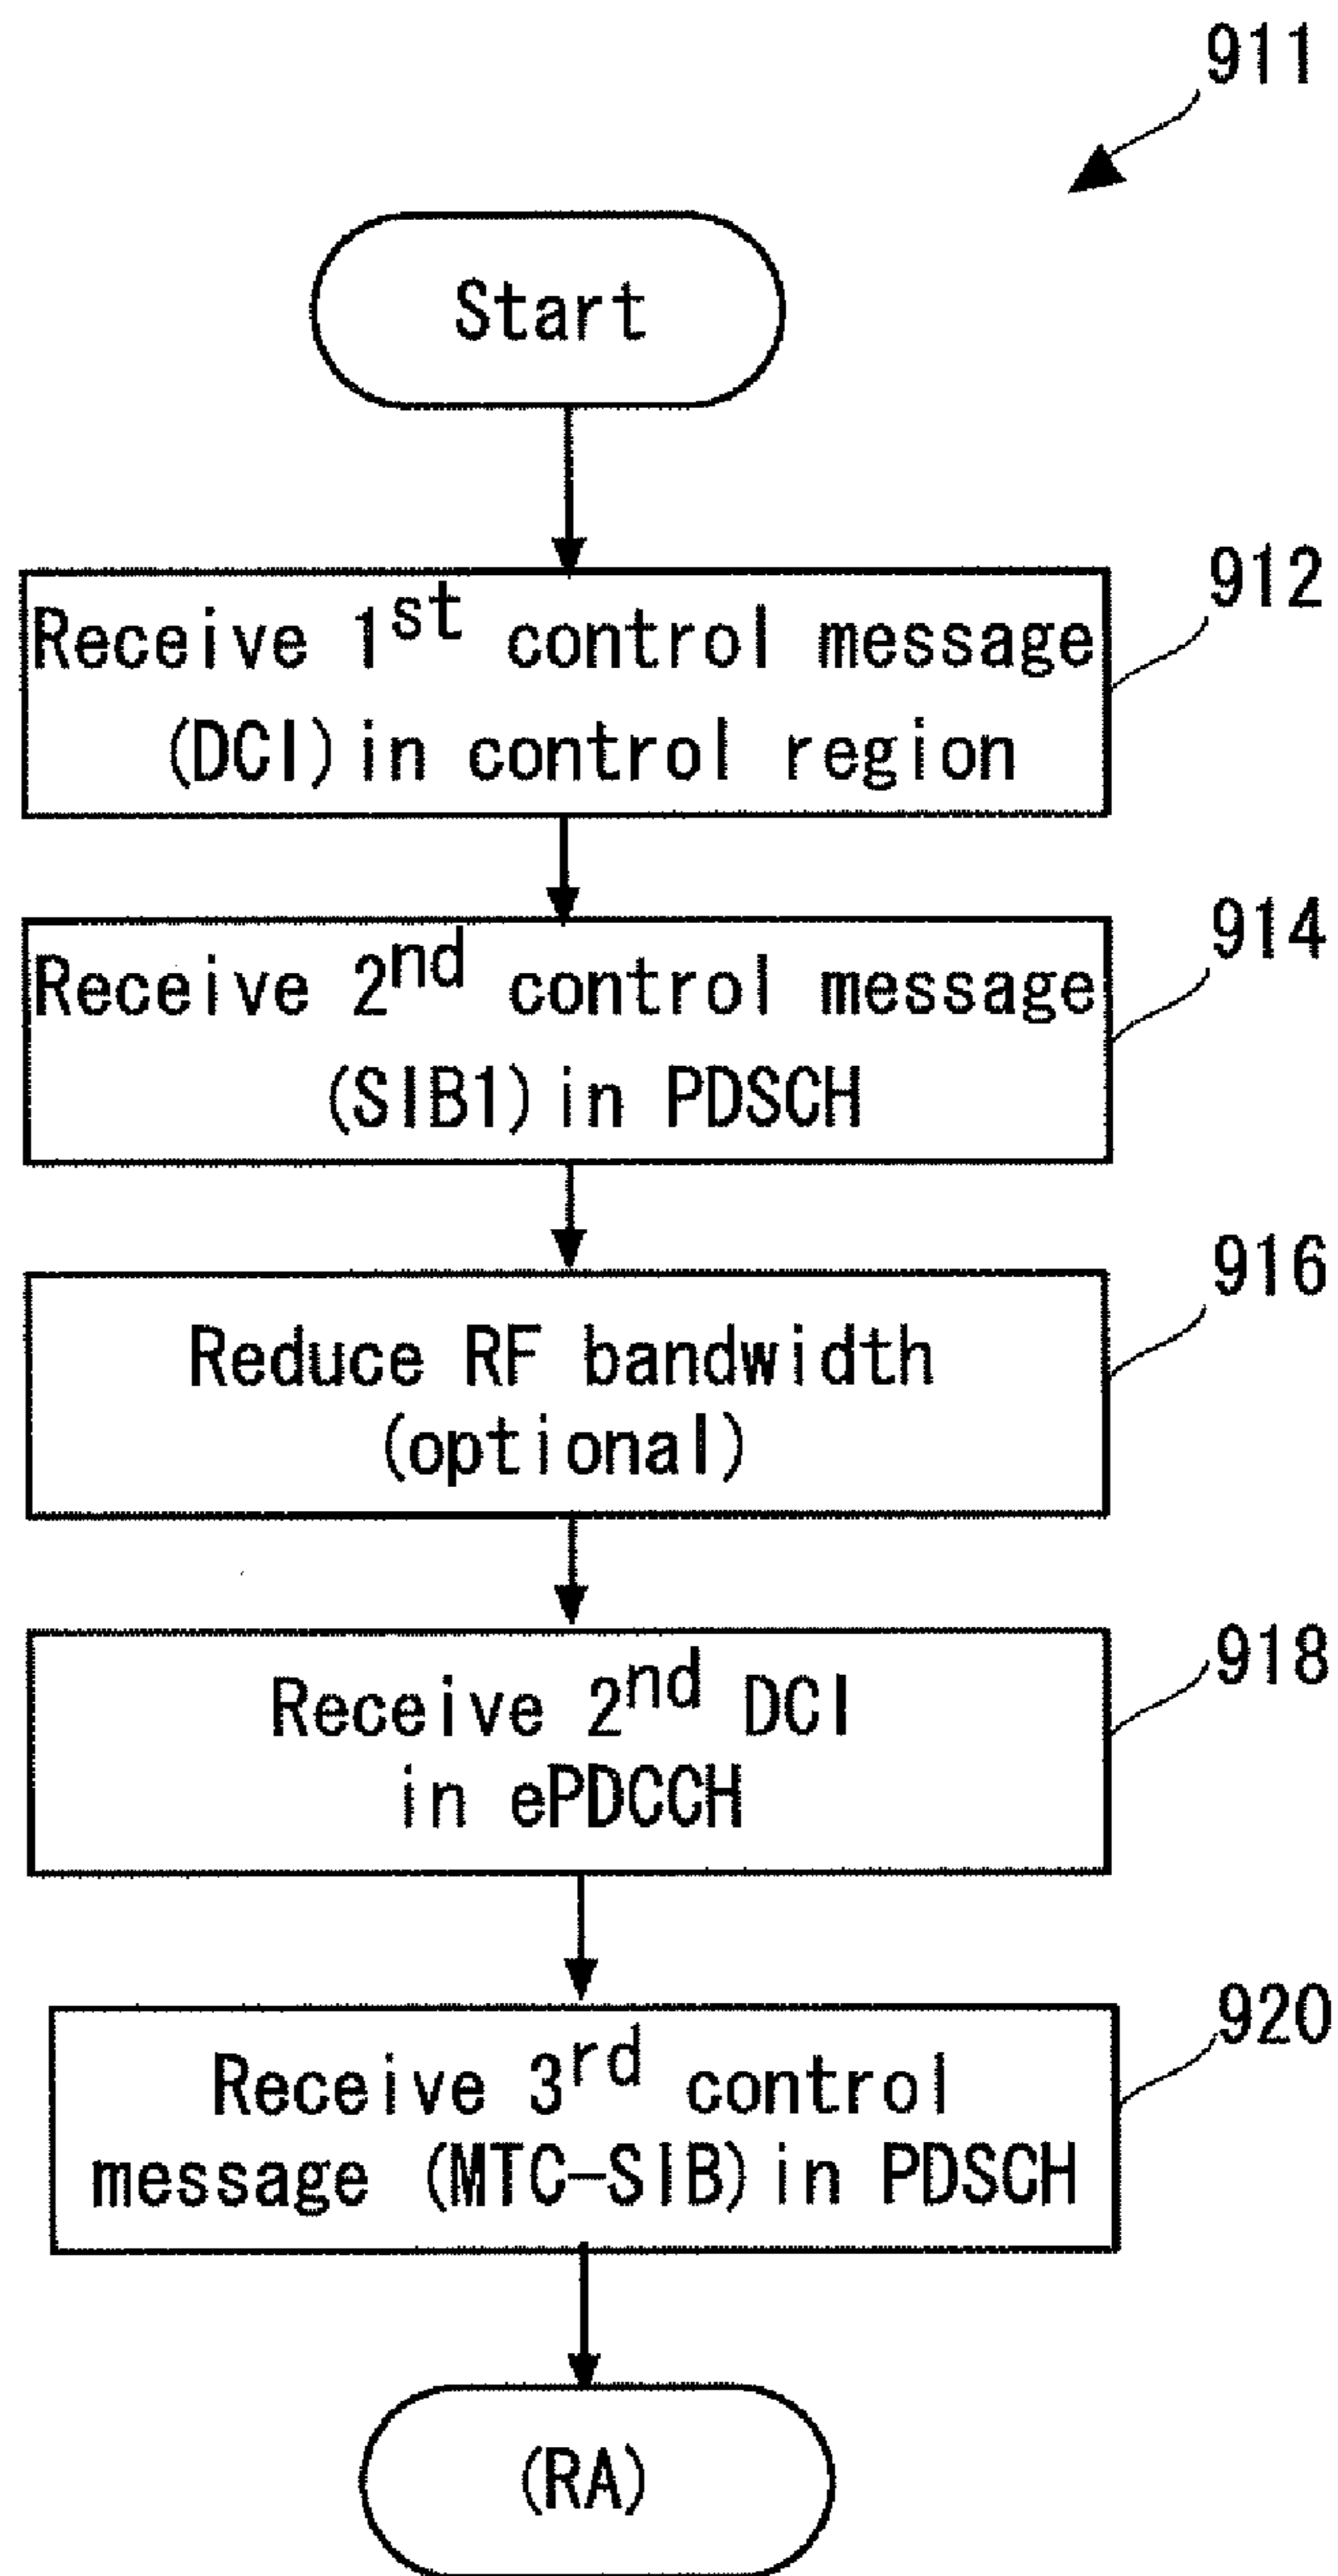 911
Start
912
Receive 1st control message
(DCI) in control region
914
Receive 2nd control message
(SIB1) in PDSCH
916
Reduce RF bandwidth
(optional)
918
Receive 2nd DCI
in ePDCCH
920
Receive 3rd control
message (MTC-SIB) in PDSCH
(RA)